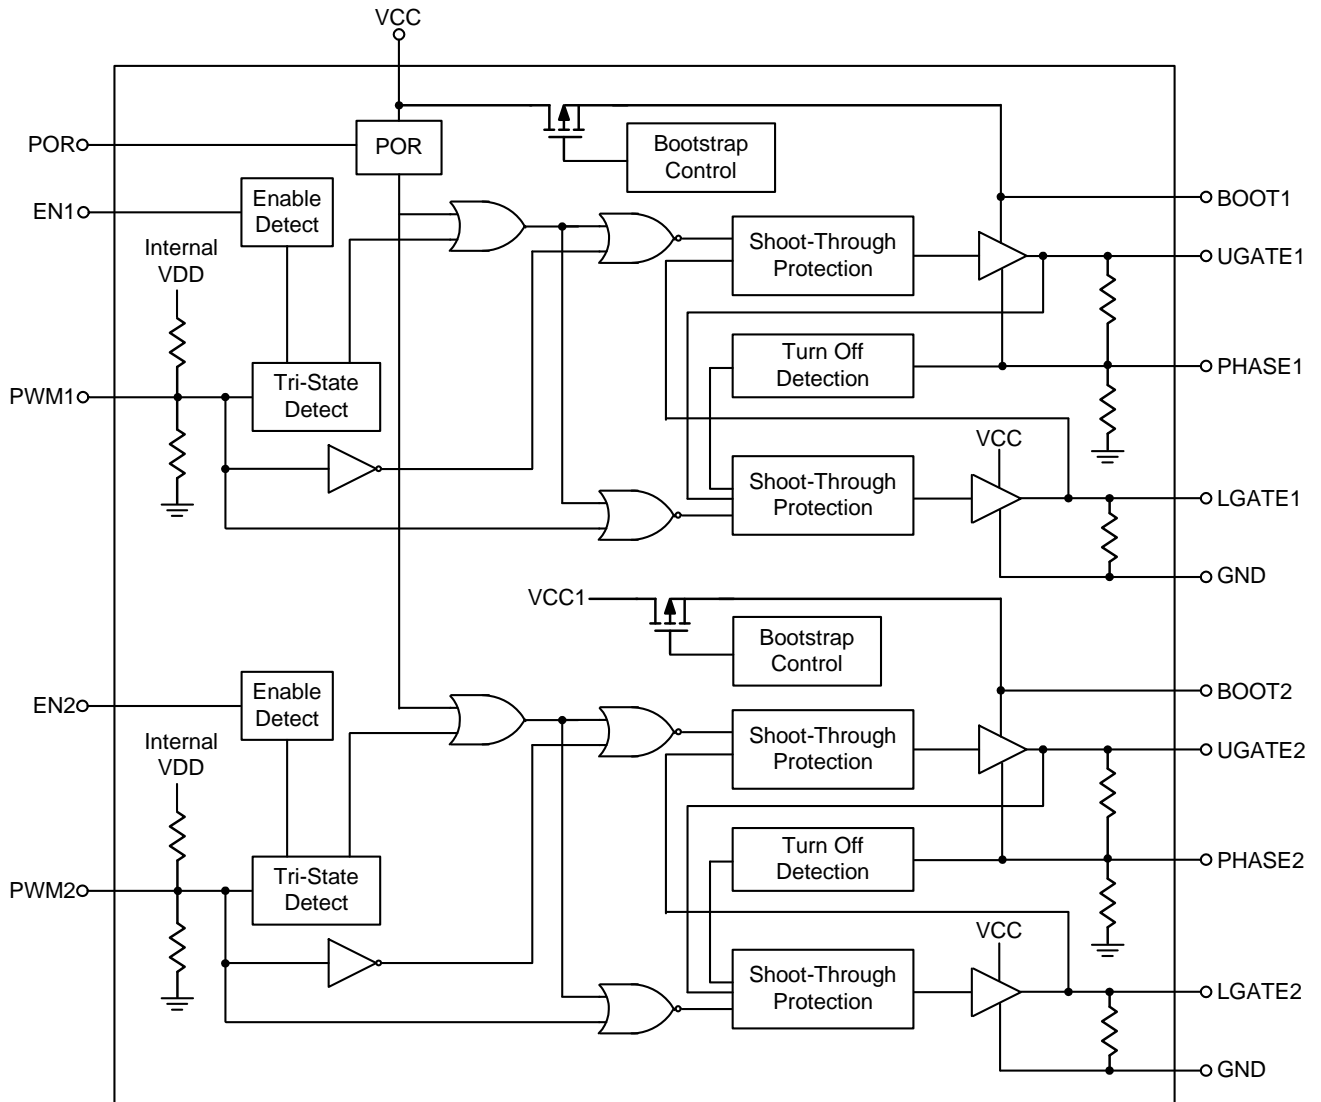 VCC
POR
POR
Bootstrap
Control
EN1
Enable
Detect
BOOT1
Internal
VDD
Shoot-Through
Protection
UGATE1
Turn Off
Detection
PHASE1
PWM1
Tri-State
Detect
VCC
Shoot-Through
Protection
LGATE1
GND
VCC1
Bootstrap
Control
EN2
Enable
Detect
BOOT2
Internal
VDD
Shoot-Through
Protection
UGATE2
Turn Off
Detection
PHASE2
PWM2
Tri-State
Detect
VCC
Shoot-Through
Protection
LGATE2
GND